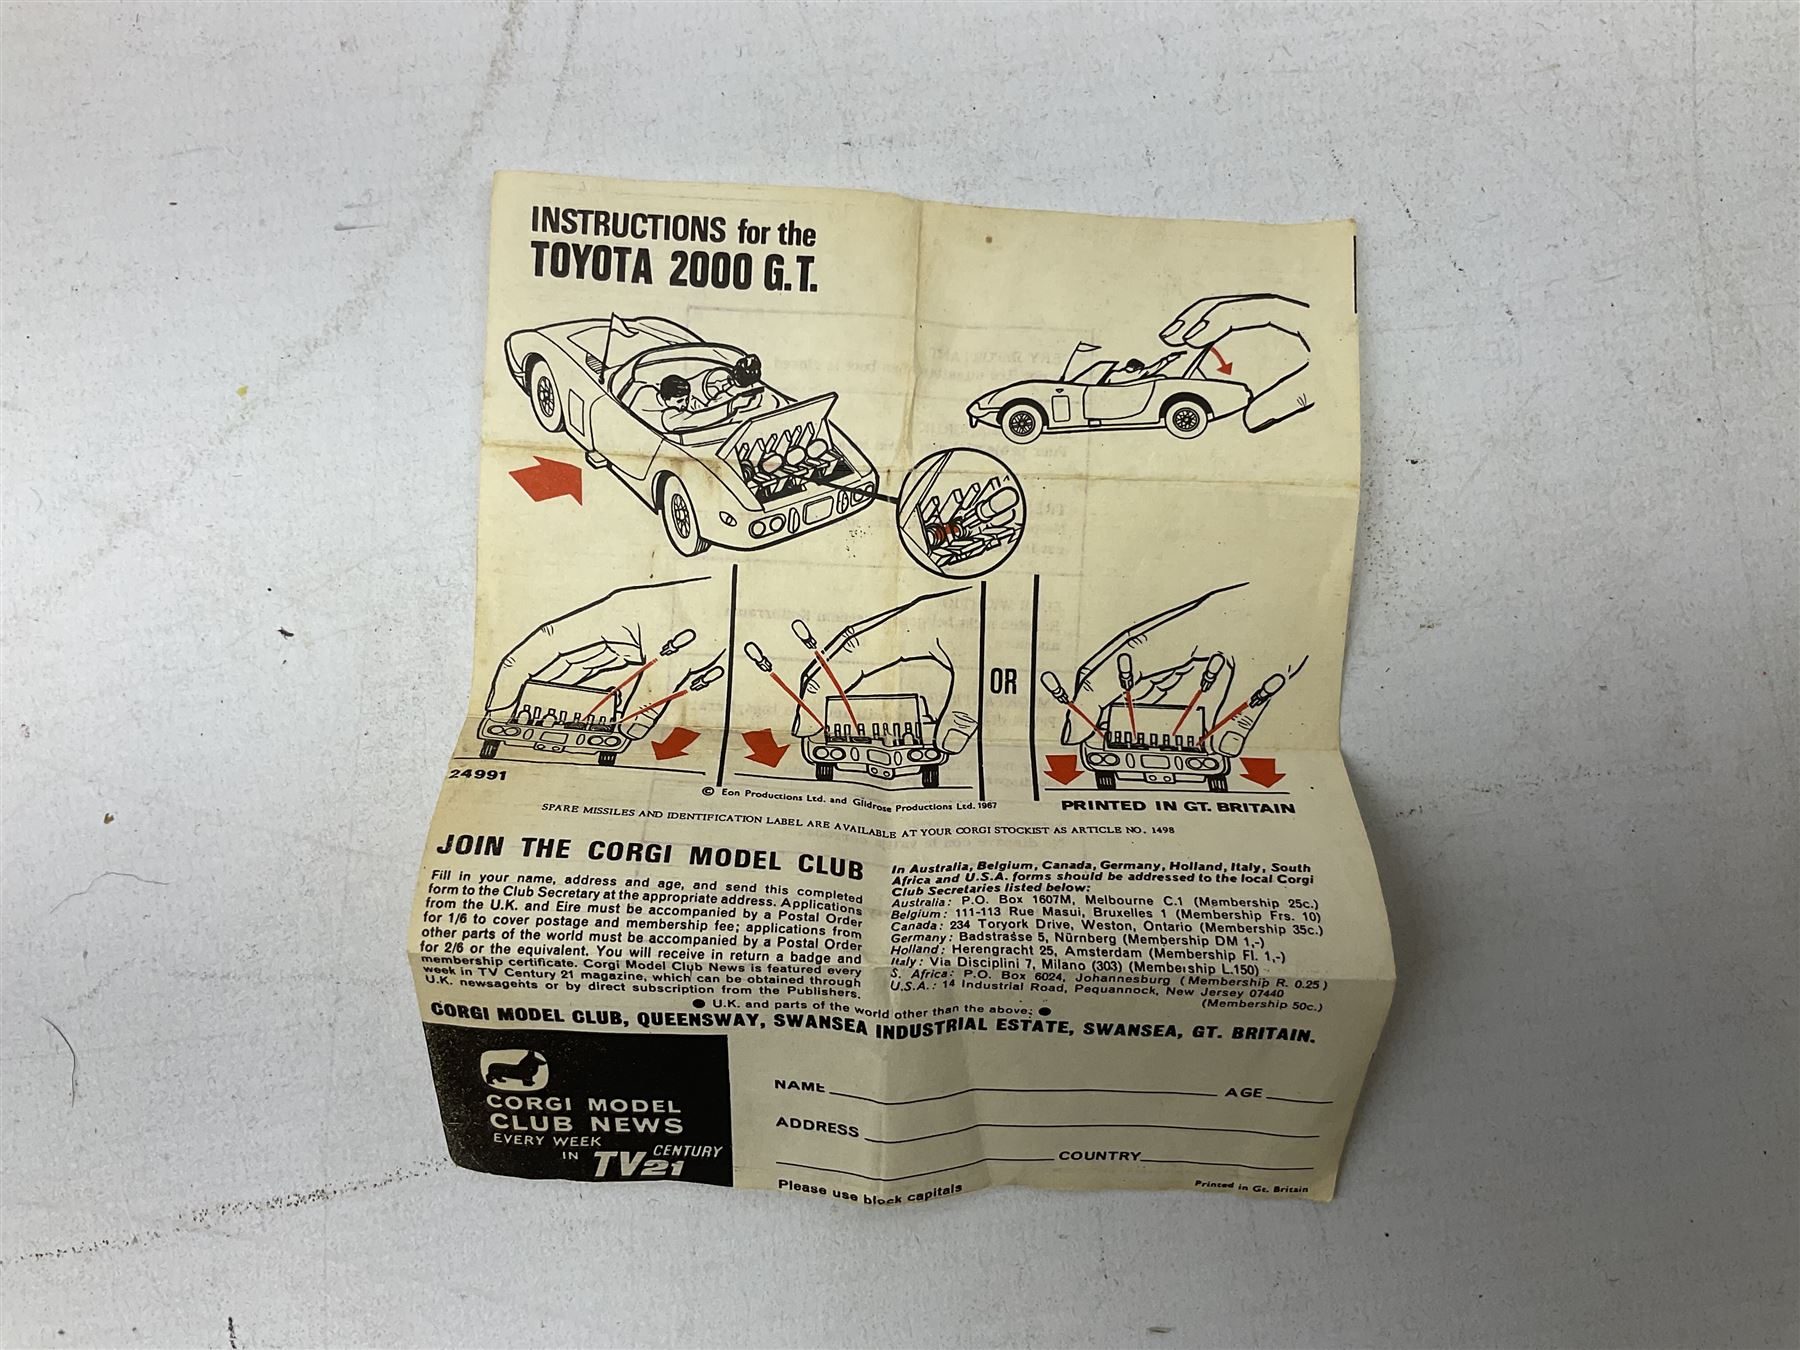 INSTRUCTIONS for the
TOYOTA 2000 G.T.
OR
24991
© Eon Productions Ltd. and Glidrose Productions Ltd. 1967
PRINTED IN GT. BRITAIN
SPARE MISSILES AND IDENTIFICATION LABEL ARE AVAILABLE AT YOUR CORGI STOCKIST AS ARTICLE NO. 1498
JOIN THE CORGI MODEL CLUB
Fill in your name, address and age, and send this completed
form to the Club Secretary at the appropriate address. Applications
from the U.K. and Eire must be accompanied by a Postal Order
for 1/6 to cover postage and membership fee; applications from
other parts of the world must be accompanied by a Postal Order
for 2/6 or the equivalent. You will receive in return a badge and
membership certificate. Corgi Model Club News is featured every
week in TV Century 21 magazine, which can be obtained through
U.K. newsagents or by direct subscription from the Publishers.
In Australia, Belgium, Canada, Germany, Holland, Italy, South
Africa and U.S.A. forms should be addressed to the local Corgi
Club Secretaries listed below:
Australia: P.O. Box 1607M, Melbourne C.1 (Membership 25c.)
Belgium: 111-113 Rue Masui, Bruxelles 1 (Membership Frs. 10)
Canada: 234 Toryork Drive, Weston, Ontario (Membership 35c.)
Germany: Badstrasse 5, Nürnberg (Membership DM 1,-)
Holland: Herengracht 25, Amsterdam (Membership Fl. 1,-)
Italy: Via Disciplini 7, Milano (303) (Membership L.150)
S. Africa: P.O. Box 6024, Johannesburg (Membership R. 0.25)
U.S.A.: 14 Industrial Road, Pequannock, New Jersey 07440
(Membership 50c.)
● U.K. and parts of the world other than the above: ●
CORGI MODEL CLUB, QUEENSWAY, SWANSEA INDUSTRIAL ESTATE, SWANSEA, GT. BRITAIN.
CORGI MODEL
CLUB NEWS
EVERY WEEK
IN TV CENTURY 21
NAME AGE
ADDRESS
COUNTRY
Please use block capitals
Printed in Gt. Britain